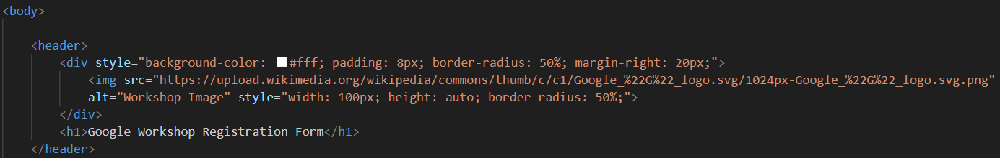 <body>
<header>
<div style="background-color: #fff; padding: 8px; border-radius: 50%; margin-right: 20px;">
<img src="https://upload.wikimedia.org/wikipedia/commons/thumb/c/c1/Google_%22G%22_logo.svg/1024px-Google_%22G%22_logo.svg.png"
alt="Workshop Image" style="width: 100px; height: auto; border-radius: 50%;">
</div>
<h1>Google Workshop Registration Form</h1>
</header>